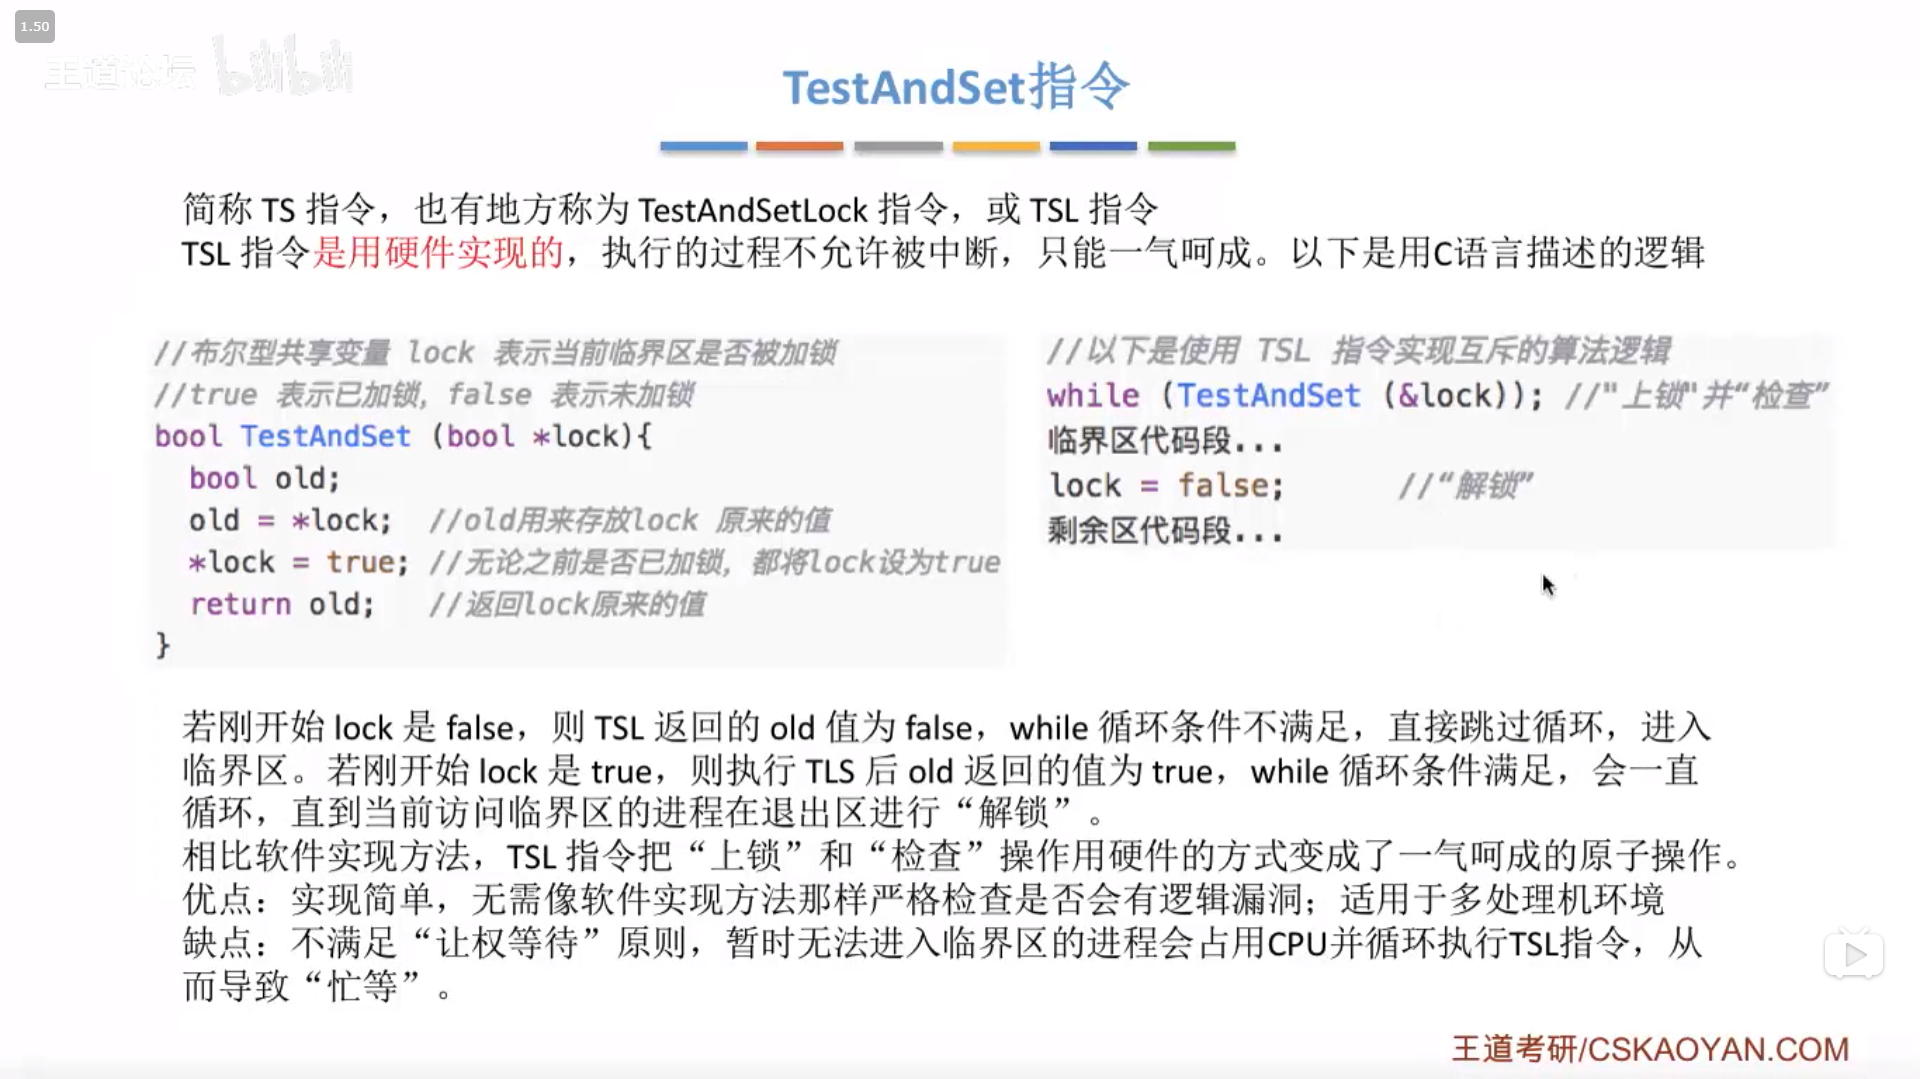 1.50
王道论坛 bilibili
TestAndSet指令
简称 TS 指令，也有地方称为 TestAndSetLock 指令，或 TSL 指令
TSL 指令是用硬件实现的，执行的过程不允许被中断，只能一气呵成。以下是用C语言描述的逻辑
//布尔型共享变量 lock 表示当前临界区是否被加锁
//true 表示已加锁，false 表示未加锁
bool TestAndSet (bool *lock){
bool old;
old = *lock; //old用来存放lock 原来的值
*lock = true; //无论之前是否已加锁，都将lock设为true
return old; //返回lock原来的值
}
//以下是使用 TSL 指令实现互斥的算法逻辑
while (TestAndSet (&lock)); //"上锁"并“检查”
临界区代码段...
lock = false; //“解锁”
剩余区代码段...
若刚开始 lock 是 false，则 TSL 返回的 old 值为 false，while 循环条件不满足，直接跳过循环，进入
临界区。若刚开始 lock 是 true，则执行 TLS 后 old 返回的值为 true，while 循环条件满足，会一直
循环，直到当前访问临界区的进程在退出区进行“解锁”。
相比软件实现方法，TSL 指令把“上锁”和“检查”操作用硬件的方式变成了一气呵成的原子操作。
优点：实现简单，无需像软件实现方法那样严格检查是否会有逻辑漏洞；适用于多处理机环境
缺点：不满足“让权等待”原则，暂时无法进入临界区的进程会占用CPU并循环执行TSL指令，从
而导致“忙等”。
王道考研/CSKAOYAN.COM